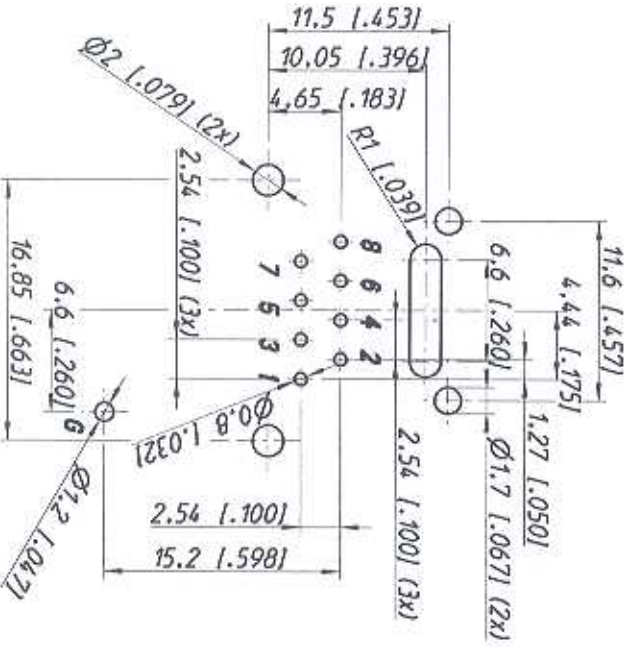 11,5 [.453]
10,05 [.396]
4,65 [.183]
Ø2 [.079] (2x)
R1 [.039]
2.54 [.100] (3x)
16.85 [.663]
6.6 [.260]
8
7
6
5
4
3
2
1
G
6.6 [.260]
4,44 [.175]
11,6 [.457]
1,27 [.050]
Ø1.7 [.067] (2x)
2.54 [.100] (3x)
Ø0,8 [.032]
Ø1.2 [.047]
2.54 [.100]
15.2 [.598]